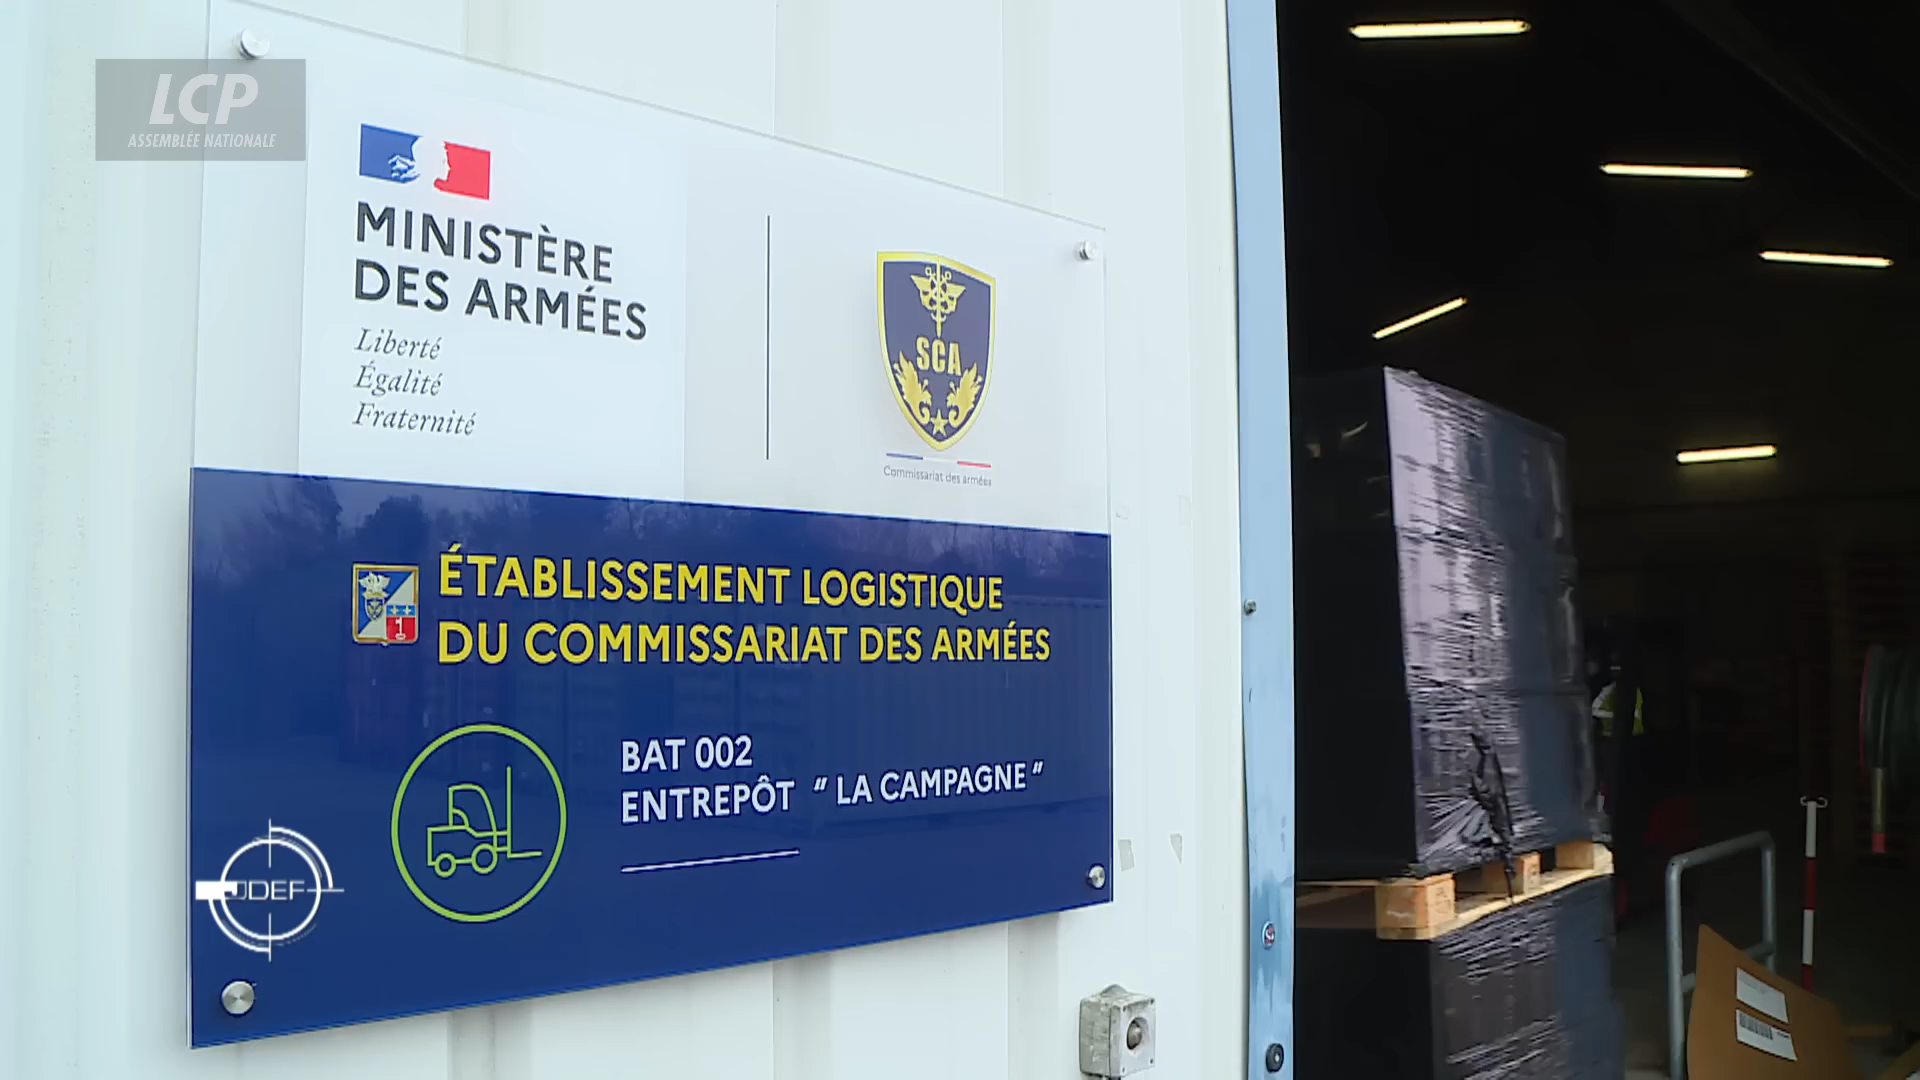 LCP
ASSEMBLÉE NATIONALE
MINISTÈRE
DES ARMÉES
Liberté
Égalité
Fraternité
SCA
Commissariat des armées
ÉTABLISSEMENT LOGISTIQUE
DU COMMISSARIAT DES ARMÉES
BAT 002
ENTREPÔT " LA CAMPAGNE "
JDEF